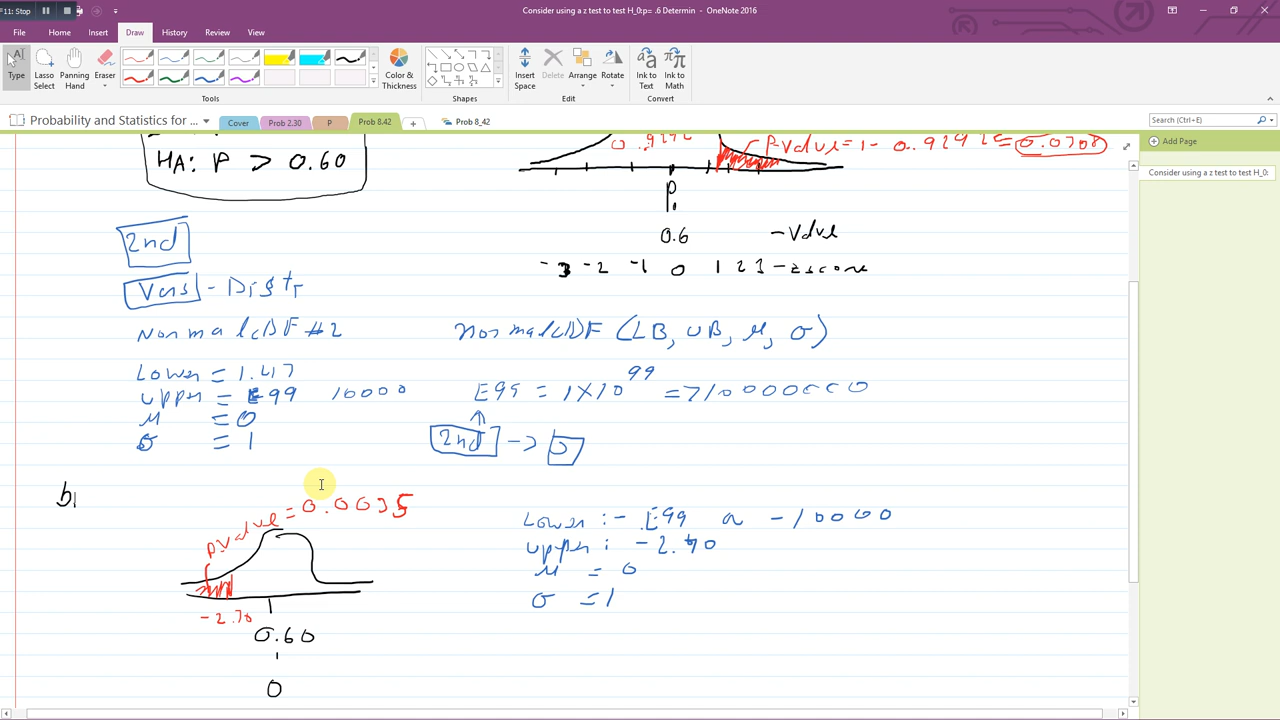 F11: Stop
Consider using a z test to test H_0:p= .6 Determin - OneNote 2016
File Home Insert Draw History Review View
Type Lasso Select Panning Hand Eraser Color & Thickness Insert Space Delete Arrange Rotate Ink to Text Ink to Math
Tools Shapes Edit Convert
Probability and Statistics for ... Cover Prob 2.30 P Prob 8.42 + Prob 8_42
Search (Ctrl+E)
Add Page
Consider using a z test to test H_0:
HA: P > 0.60
0.9292 Pvalue=1- 0.9292=0.0708
P.
0.6 -Value
-3 -2 -1 0 1 2 3 -zscore
2nd
Vars - Distr
NormalCDF #2 NormalCDF (LB, UB, μ, σ)
Lower = 1.47
upper = E99 10000 E99 = 1X10^99 =>10000000
μ = 0
σ = 1 2nd -> ,
b.
Pvalue = 0.0035
-2.70
0.60
0
Lower : - E99 or -10000
upper : -2.70
μ = 0
σ = 1